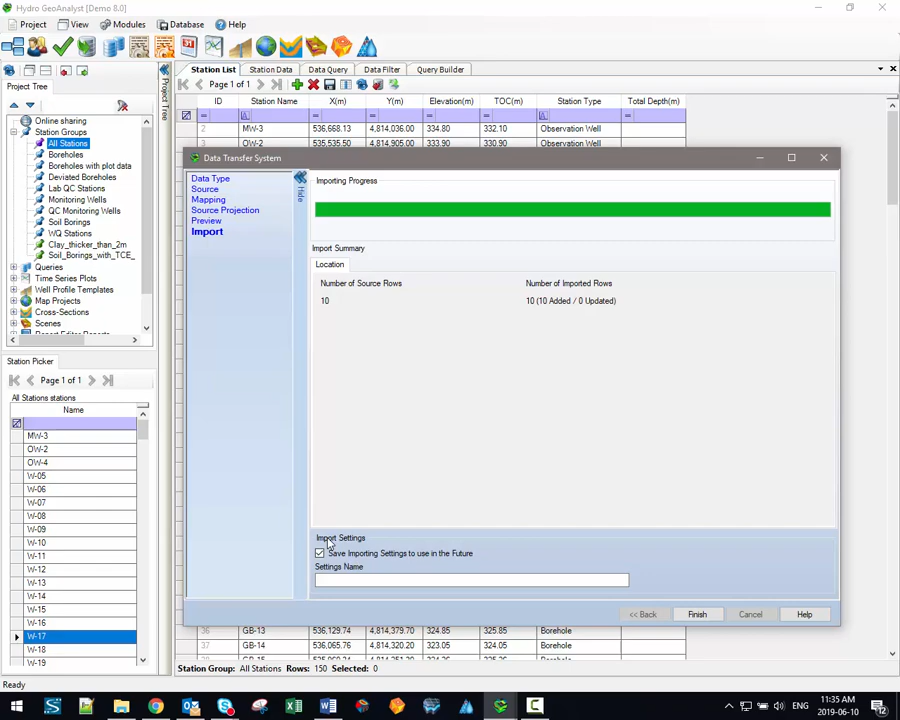 Hydro GeoAnalyst - [Demo 8.0]
Project View Modules Database Help
Project Tree
Online sharing
Station Groups
All Stations
Boreholes
Boreholes with plot data
Deviated Boreholes
Lab QC Stations
Monitoring Wells
QC Monitoring Wells
Soil Borings
WQ Stations
Clay_thicker_than_2m
Soil_Borings_with_TCE_
Queries
Time Series Plots
Well Profile Templates
Map Projects
Cross-Sections
Scenes
Report Editor Reports
Station Picker
Page 1 of 1
All Stations stations
Name
MW-3
OW-2
OW-4
W-05
W-06
W-07
W-08
W-09
W-10
W-11
W-12
W-13
W-14
W-15
W-16
W-17
W-18
W-19
Project Tree
Station List Station Data Data Query Data Filter Query Builder
Page 1 of 1
ID Station Name X(m) Y(m) Elevation(m) TOC(m) Station Type Total Depth(m)
2 MW-3 536,668.13 4,814,036.00 334.80 332.10 Observation Well
OW-2 535,535.50 4,814,905.00 333.90 330.90 Observation Well
Data Transfer System
Data Type
Source
Mapping
Source Projection
Preview
Import
Hide
Importing Progress
Import Summary
Location
Number of Source Rows Number of Imported Rows
10 10 (10 Added / 0 Updated)
Import Settings
Save Importing Settings to use in the Future
Settings Name
<< Back Finish Cancel Help
36 GB-13 536,129.74 4,814,379.70 324.85 325.85 Borehole
37 GB-14 536,065.76 4,814,320.20 323.05 324.05 Borehole
Station Group: All Stations Rows: 150 Selected: 0
Ready
11:35 AM
2019-06-10
12